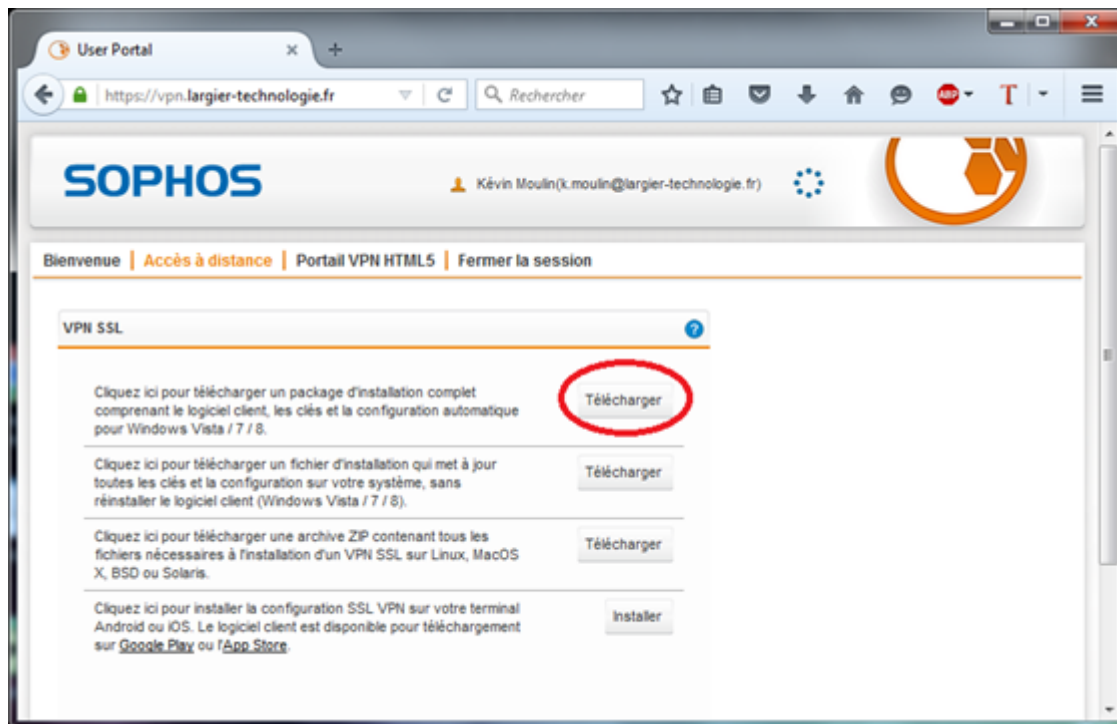 User Portal
https://vpn.largier-technologie.fr
Rechercher
ABP
T
SOPHOS
Kévin Moulin(k.moulin@largier-technologie.fr)
Bienvenue | Accès à distance | Portail VPN HTML5 | Fermer la session
VPN SSL
?
Cliquez ici pour télécharger un package d'installation complet
comprenant le logiciel client, les clés et la configuration automatique
pour Windows Vista / 7 / 8.
Télécharger
Cliquez ici pour télécharger un fichier d'installation qui met à jour
toutes les clés et la configuration sur votre système, sans
réinstaller le logiciel client (Windows Vista / 7 / 8).
Télécharger
Cliquez ici pour télécharger une archive ZIP contenant tous les
fichiers nécessaires à l'installation d'un VPN SSL sur Linux, MacOS
X, BSD ou Solaris.
Télécharger
Cliquez ici pour installer la configuration SSL VPN sur votre terminal
Android ou iOS. Le logiciel client est disponible pour téléchargement
sur Google Play ou l'App Store.
Installer